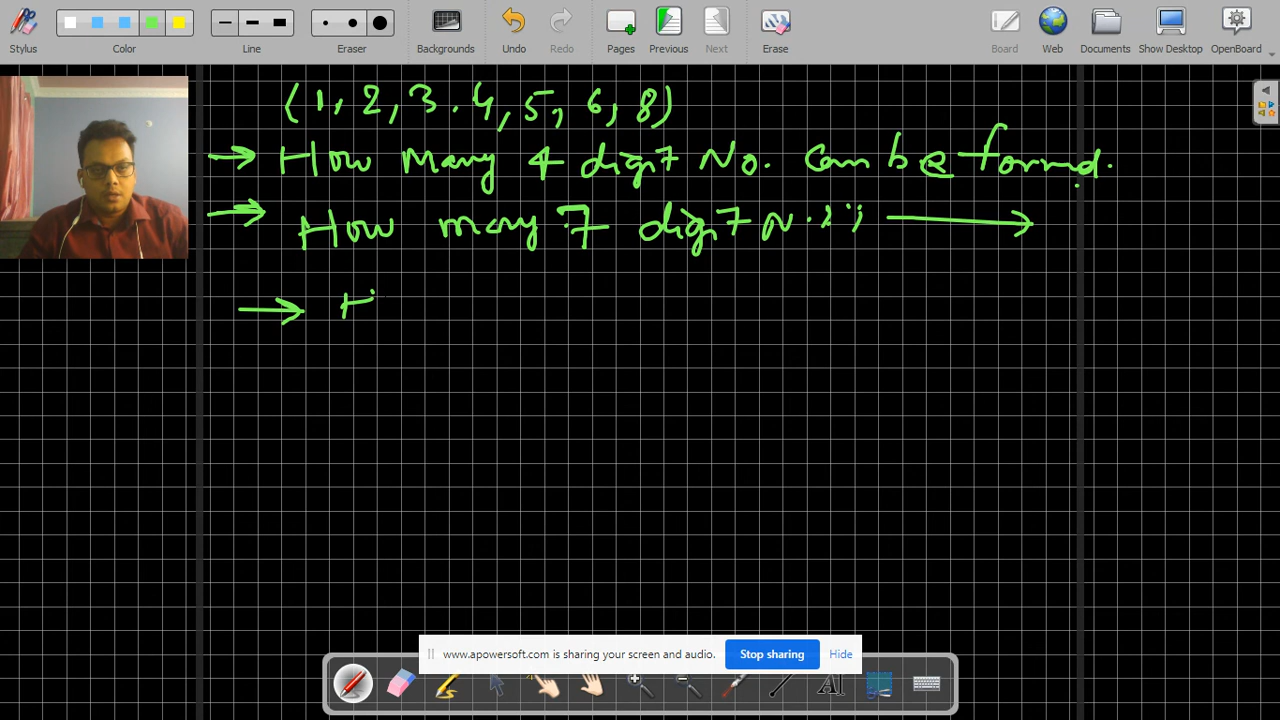 Stylus Color Line Eraser Backgrounds Undo Redo Pages Previous Next Erase Board Web Documents Show Desktop OpenBoard
(1, 2, 3. 4, 5, 6, 8)
→ How Many 4 digit No. Can be formd.
→ How many 7 digit N. ;; →
→
www.apowersoft.com is sharing your screen and audio. Stop sharing Hide